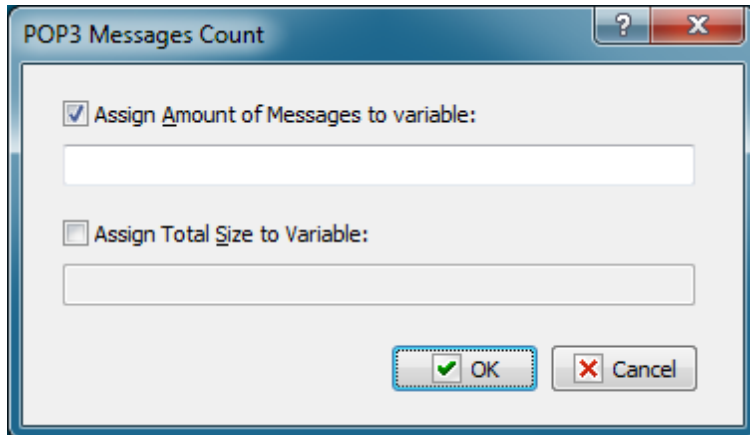 POP3 Messages Count
?
Assign Amount of Messages to variable:
Assign Total Size to Variable:
OK Cancel